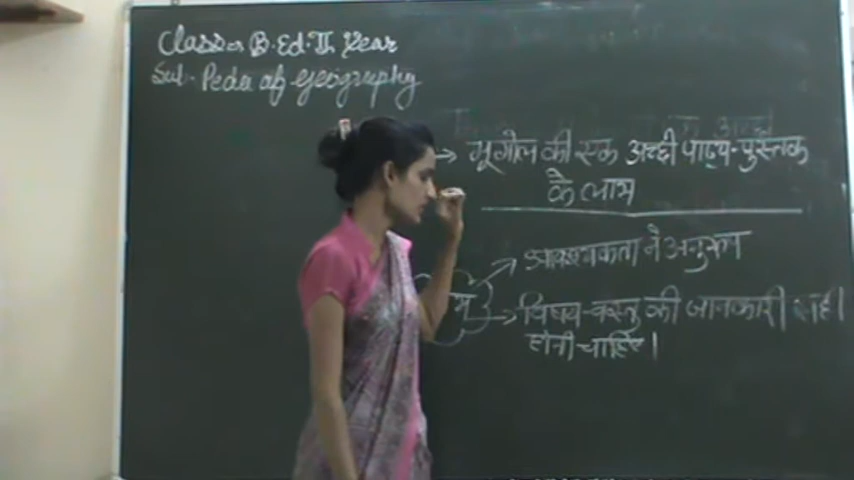 Class → B.Ed. II Year
Sub - Peda of geography
→ भूगोल की एक अच्छी पाठ्य-पुस्तक
के लाभ
आवश्यकता के अनुरूप
→ विषय-वस्तु की जानकारी सही
होनी चाहिए।